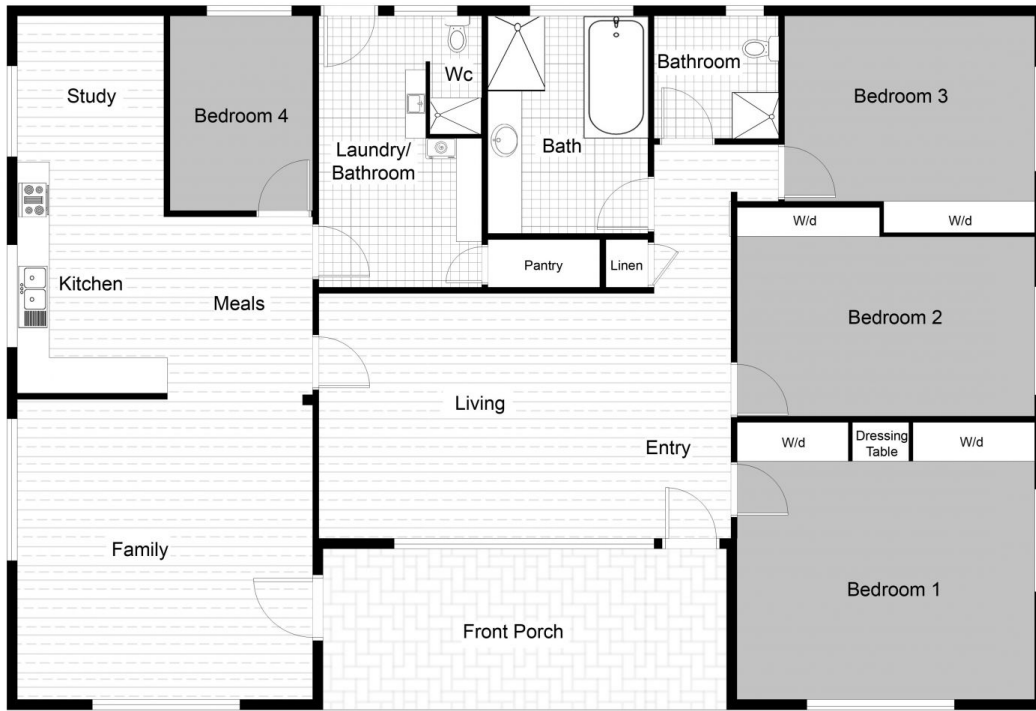 Study
Bedroom 4
Wc
Laundry/
Bathroom
Bath
Bathroom
Bedroom 3
W/d
W/d
Pantry
Linen
Kitchen
Meals
Bedroom 2
Living
Entry
W/d
Dressing
Table
W/d
Family
Front Porch
Bedroom 1